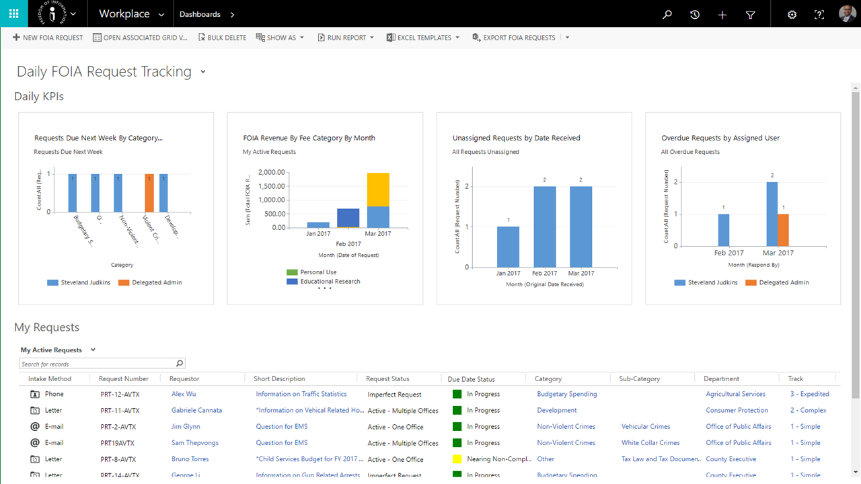 FREEDOM OF INFORMATION
Workplace Dashboards
NEW FOIA REQUEST OPEN ASSOCIATED GRID V... BULK DELETE SHOW AS RUN REPORT EXCEL TEMPLATES EXPORT FOIA REQUESTS
Daily FOIA Request Tracking
Daily KPIs
Requests Due Next Week By Category...
Requests Due Next Week
Count:All (Req...
1
0
1 1 1 1 1
Budgetary S...
O...
Non-Violent...
Violent Cri...
Develop...
Category
Steveland Judkins Delegated Admin
FOIA Revenue By Fee Category By Month
My Active Requests
Sum (Total FOIA R...
2,000.00
1,500.00
1,000.00
500.00
0.00
Jan 2017 Mar 2017
Feb 2017
Month (Date of Request)
Personal Use
Educational Research
Unassigned Requests by Date Received
All Requests Unassigned
Count:All (Request Number)
2
1
0
1 2 2
Jan 2017 Feb 2017 Mar 2017
Month (Original Date Received)
Overdue Requests by Assigned User
All Overdue Requests
Count:All (Request Number)
2
1
0
1 2 1
Feb 2017 Mar 2017
Month (Respond By)
Steveland Judkins Delegated Admin
My Requests
My Active Requests
Search for records
Intake Method Request Number Requestor Short Description Request Status Due Date Status Category Sub-Category Department Track
Phone PRT-12-AVTX Alex Wu Information on Traffic Statistics Imperfect Request In Progress Budgetary Spending Agricultural Services 3 - Expedited
Letter PRT-11-AVTX Gabriele Cannata *Information on Vehical Related Ho... Active - Multiple Offices In Progress Development Consumer Protection 2 - Complex
E-mail PRT-2-AVTX Jim Glynn Question for EMS Active - One Office In Progress Non-Violent Crimes Vehicular Crimes Office of Public Affairs 1 - Simple
E-mail PRT19AVTX Sam Thepvongs Question for EMS Active - Multiple Offices In Progress Non-Violent Crimes White Collar Crimes Office of Public Affairs 1 - Simple
Letter PRT-8-AVTX Bruno Torres *Child Services Budget for FY 2017 ... Active - One Office Nearing Non-Compl... Other Tax Law and Tax Documen... County Executive 1 - Simple
Letter PRT-14-AVTX George Li Information on Gun Related Arrests Imperfect Request In Progress Budgetary Spending County Executive 1 - Simple